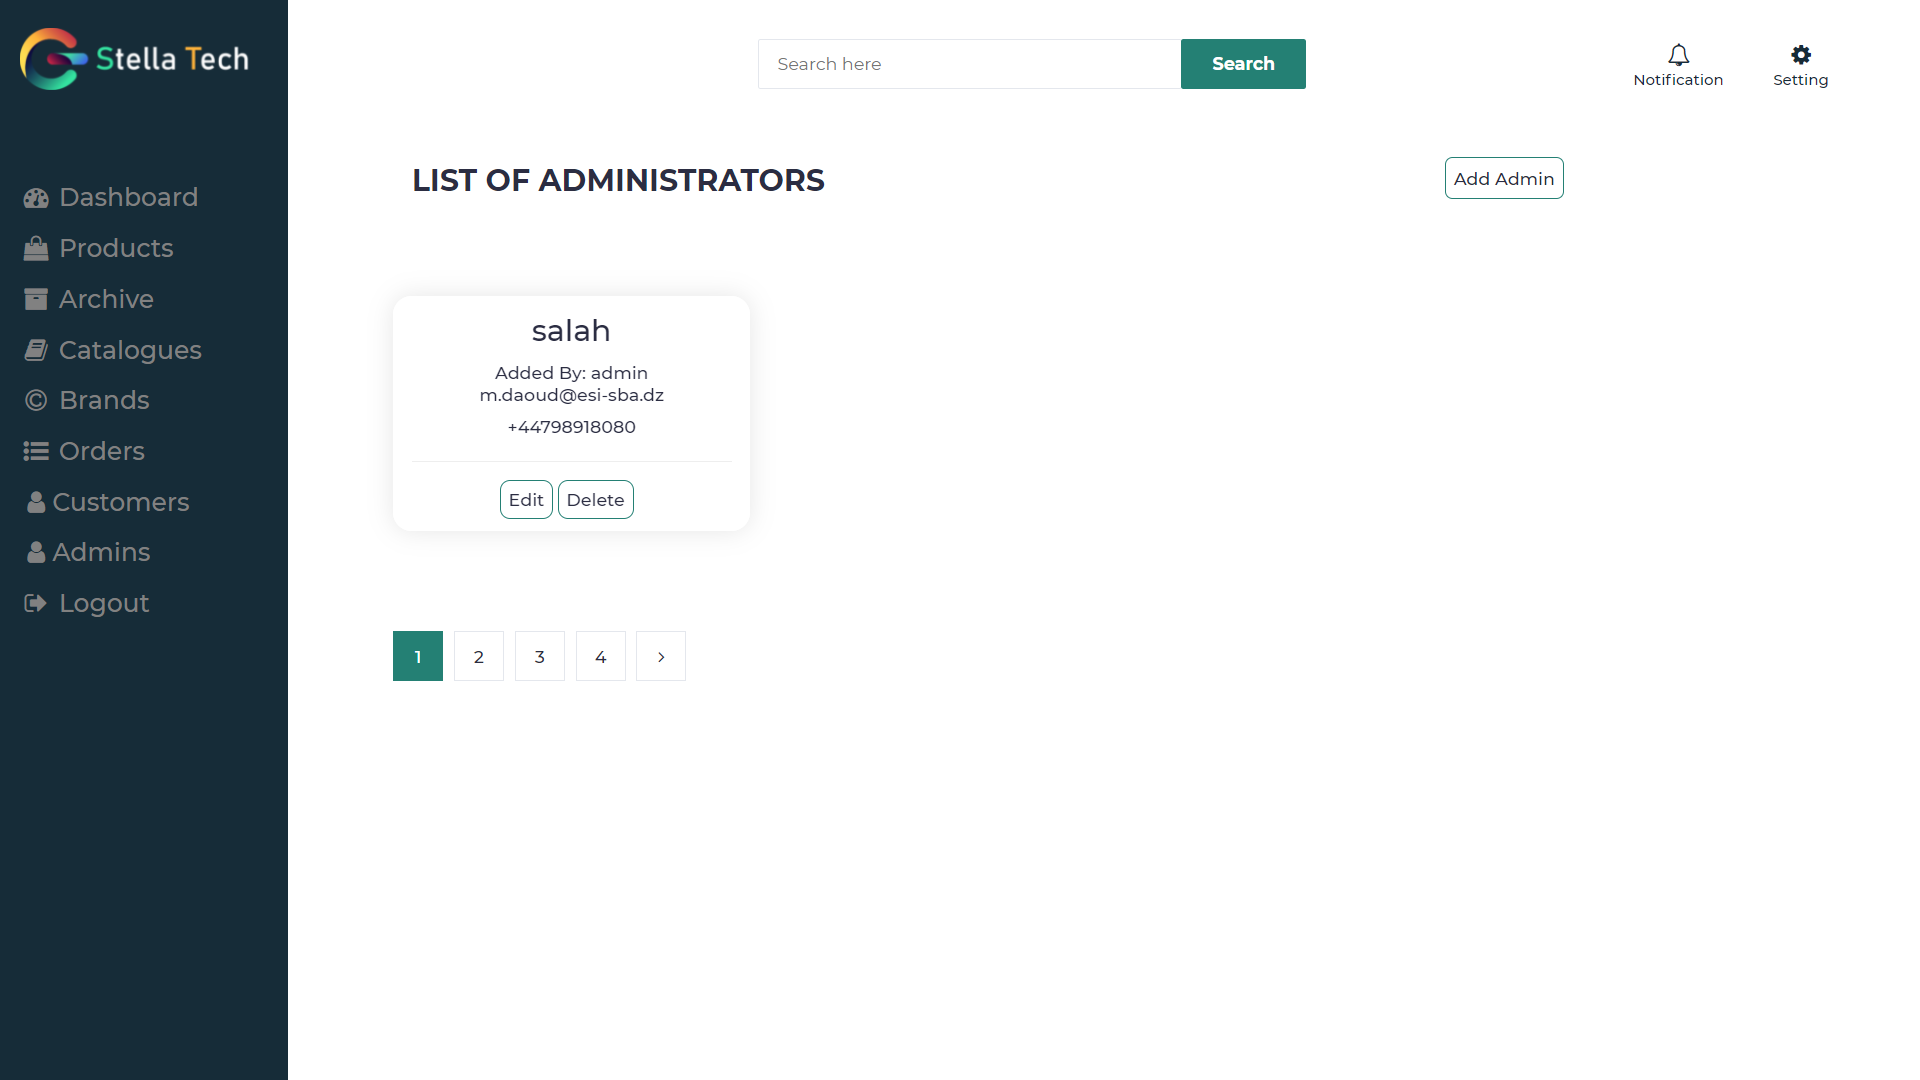 Stella Tech
Search here
Search
Notification
Setting
Dashboard
Products
Archive
Catalogues
Brands
Orders
Customers
Admins
Logout
LIST OF ADMINISTRATORS
Add Admin
salah
Added By: admin
m.daoud@esi-sba.dz
+44798918080
Edit Delete
1 2 3 4 >